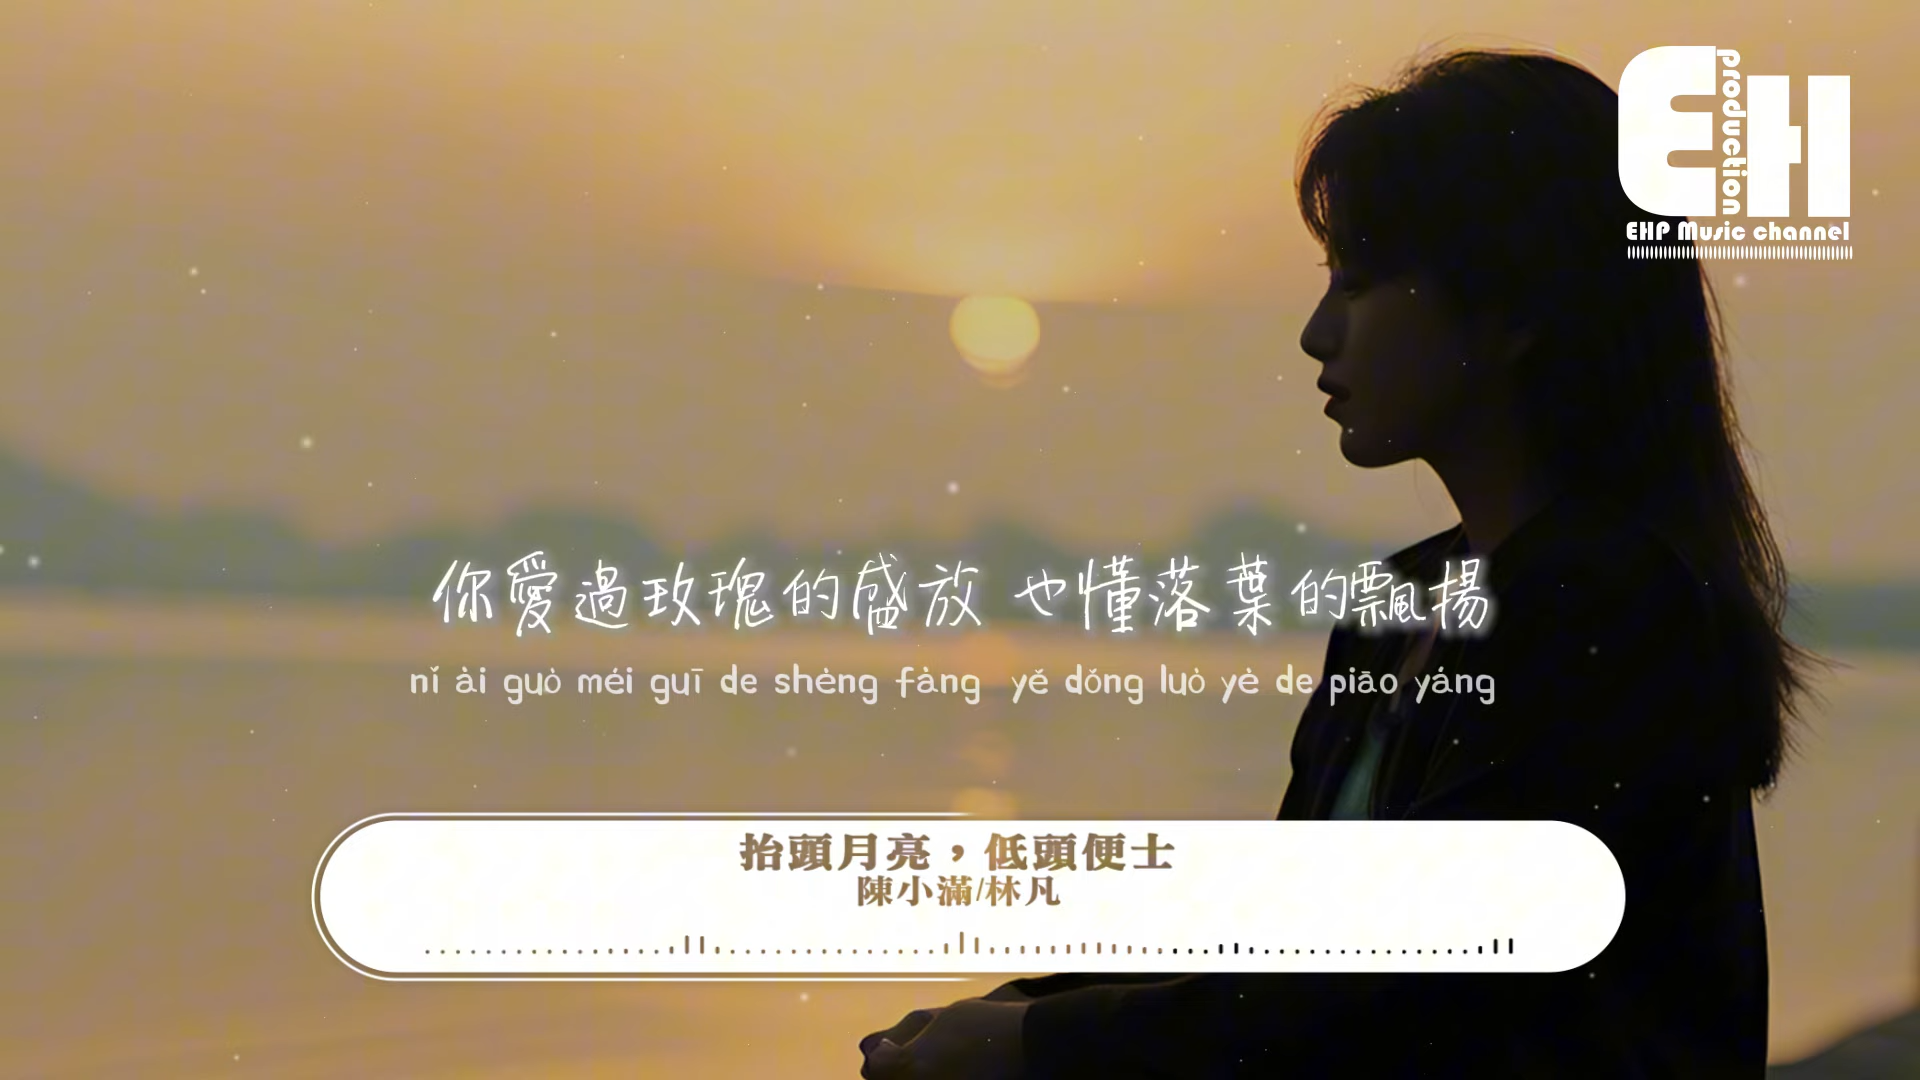 EH
production
EHP Music channel
你愛過玫瑰的盛放 也懂落葉的飄揚
nǐ ài guò méi guī de shèng fàng yě dǒng luò yè de piāo yáng
抬頭月亮，低頭便士
陳小滿/林凡